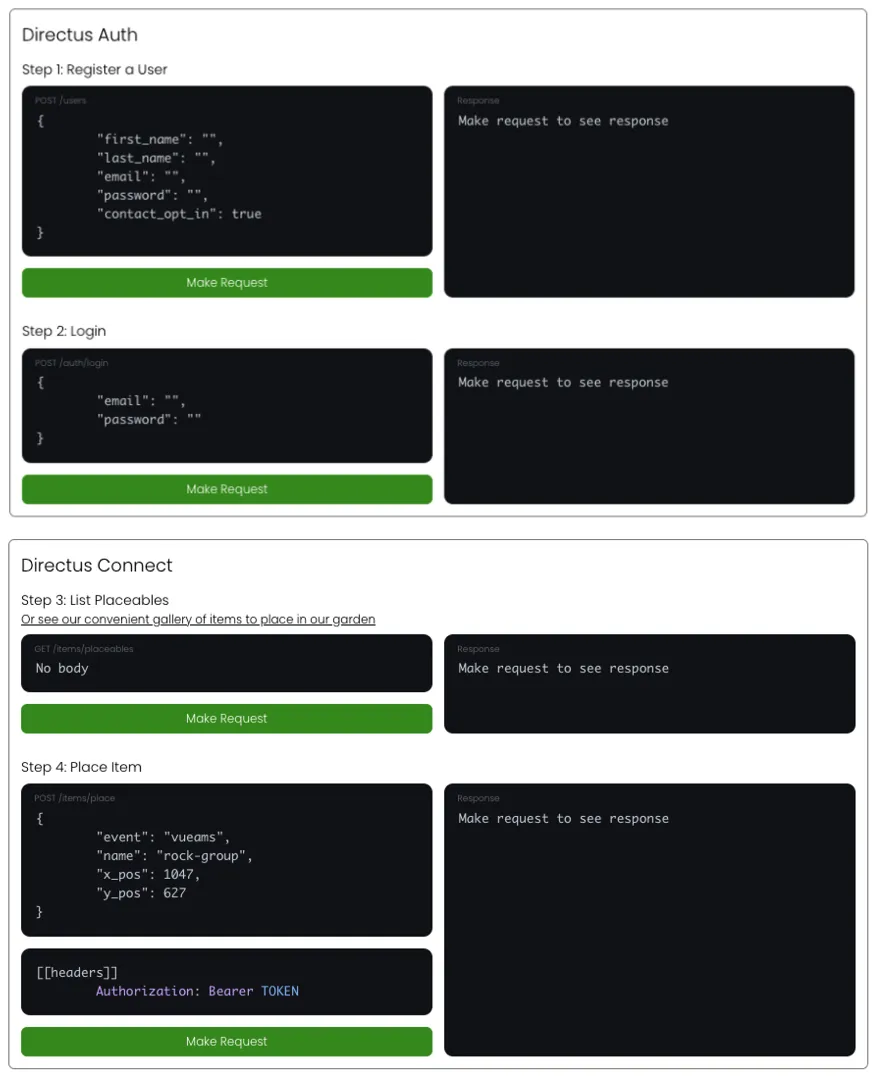 Directus Auth
Step 1: Register a User
POST /users
{
"first_name": "",
"last_name": "",
"email": "",
"password": "",
"contact_opt_in": true
}
Make Request
Response
Make request to see response
Step 2: Login
POST /auth/login
{
"email": "",
"password": ""
}
Make Request
Response
Make request to see response
Directus Connect
Step 3: List Placeables
Or see our convenient gallery of items to place in our garden
GET /items/placeables
No body
Make Request
Response
Make request to see response
Step 4: Place Item
POST /items/place
{
"event": "vueams",
"name": "rock-group",
"x_pos": 1047,
"y_pos": 627
}
[[headers]]
Authorization: Bearer TOKEN
Make Request
Response
Make request to see response